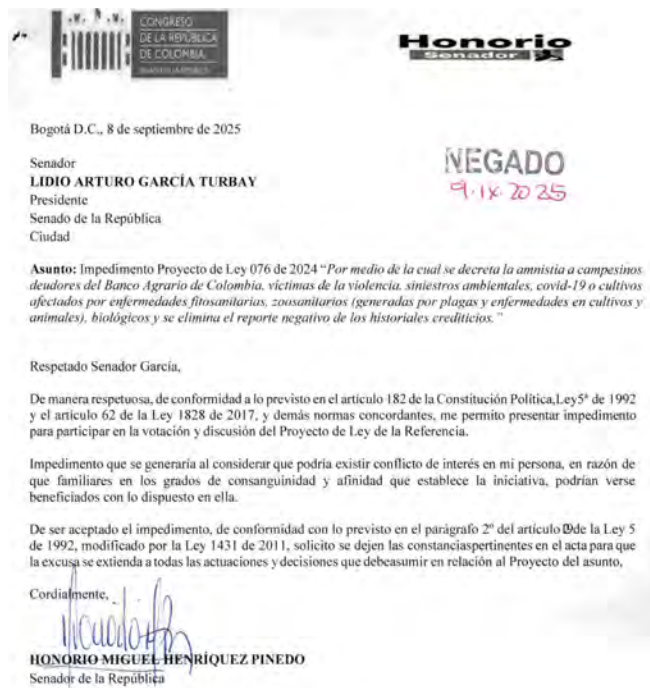 CONGRESO
DE LA REPÚBLICA
DE COLOMBIA
Honorio
Senador
Bogotá D.C., 8 de septiembre de 2025
Senador
LIDIO ARTURO GARCÍA TURBAY
Presidente
Senado de la República
Ciudad
NEGADO
9.IX.2025
Asunto: Impedimento Proyecto de Ley 076 de 2024 “Por medio de la cual se decreta la amnistia a campesinos
deudores del Banco Agrario de Colombia, victimas de la violencia, siniestros ambientales, covid-19 o cultivos
afectados por enfermedades fitosanitarias, zoosanitarios (generadas por plagas y enfermedades en cultivos y
animales), biológicos y se elimina el reporte negativo de los historiales crediticios.”
Respetado Senador García,
De manera respetuosa, de conformidad a lo previsto en el artículo 182 de la Constitución Política,Ley5ª de 1992
y el artículo 62 de la Ley 1828 de 2017, y demás normas concordantes, me permito presentar impedimento
para participar en la votación y discusión del Proyecto de Ley de la Referencia.
Impedimento que se generaría al considerar que podría existir conflicto de interés en mi persona, en razón de
que familiares en los grados de consanguinidad y afinidad que establece la iniciativa, podrían verse
beneficiados con lo dispuesto en ella.
De ser aceptado el impedimento, de conformidad con lo previsto en el parágrafo 2º del artículo de la Ley 5
de 1992, modificado por la Ley 1431 de 2011, solicito se dejen las constanciaspertinentes en el acta para que
la excusa se extienda a todas las actuaciones y decisiones que debeasumir en relación al Proyecto del asunto,
Cordialmente,
HONORIO MIGUEL HENRÍQUEZ PINEDO
Senador de la República